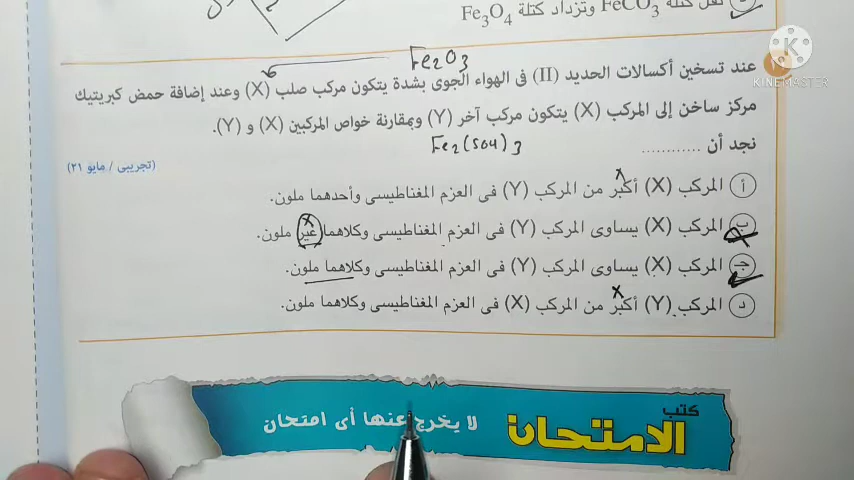 تقل كتلة FeCO3 وتزداد كتلة Fe3O4
Fe2O3
عند تسخين أكسالات الحديد (II) فى الهواء الجوى بشدة يتكون مركب صلب (X) وعند إضافة حمض كبريتيك
مركز ساخن إلى المركب (X) يتكون مركب آخر (Y) وبمقارنة خواص المركبين (X) و (Y).
نجد أن ............
Fe2(SO4)3
(تجريبى / مايو ٢١)
أ المركب (X) أكبر من المركب (Y) فى العزم المغناطيسى وأحدهما ملون.
ب المركب (X) يساوى المركب (Y) فى العزم المغناطيسى وكلاهما غير ملون.
جـ المركب (X) يساوى المركب (Y) فى العزم المغناطيسى وكلاهما ملون.
د المركب (Y) أكبر من المركب (X) فى العزم المغناطيسى وكلاهما ملون.
كتب
الامتحان
لا يخرج عنها أى امتحان
K
KINEMASTER